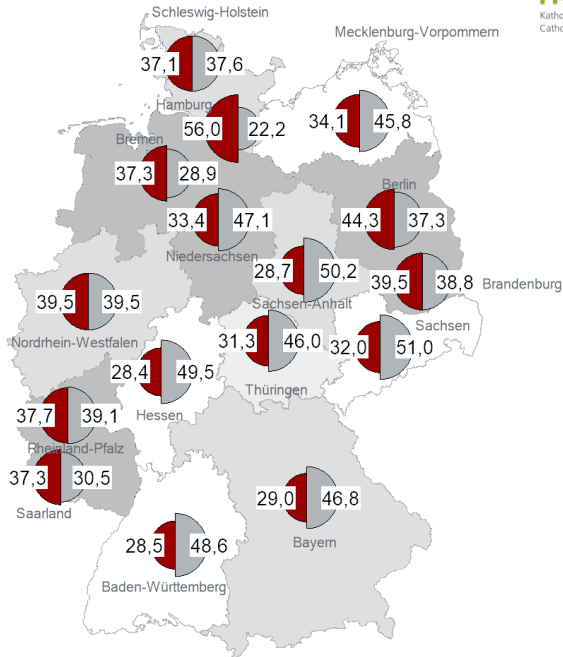 Schleswig-Holstein
Katho
Catho
Mecklenburg-Vorpommern
37,1 37,6
Hamburg
56,0 22,2
34,1 45,8
Bremen
37,3 28,9
Berlin
44,3 37,3
33,4 47,1
Niedersachsen
28,7 50,2
Sachsen-Anhalt
39,5 38,8
Brandenburg
39,5 39,5
Nordrhein-Westfalen
Sachsen
31,3 46,0
32,0 51,0
28,4 49,5
Thüringen
Hessen
37,7 39,1
Rheinland-Pfalz
37,3 30,5
Saarland
29,0 46,8
Bayern
28,5 48,6
Baden-Württemberg